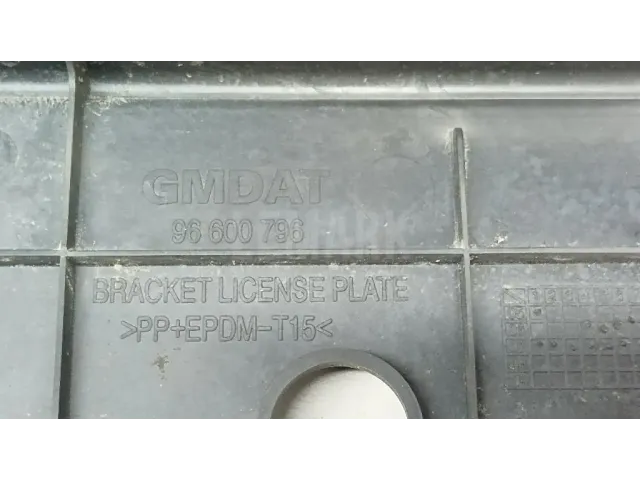 GMDAT
96 600 796
BRACKET LICENSE PLATE
>PP+EPDM-T15<